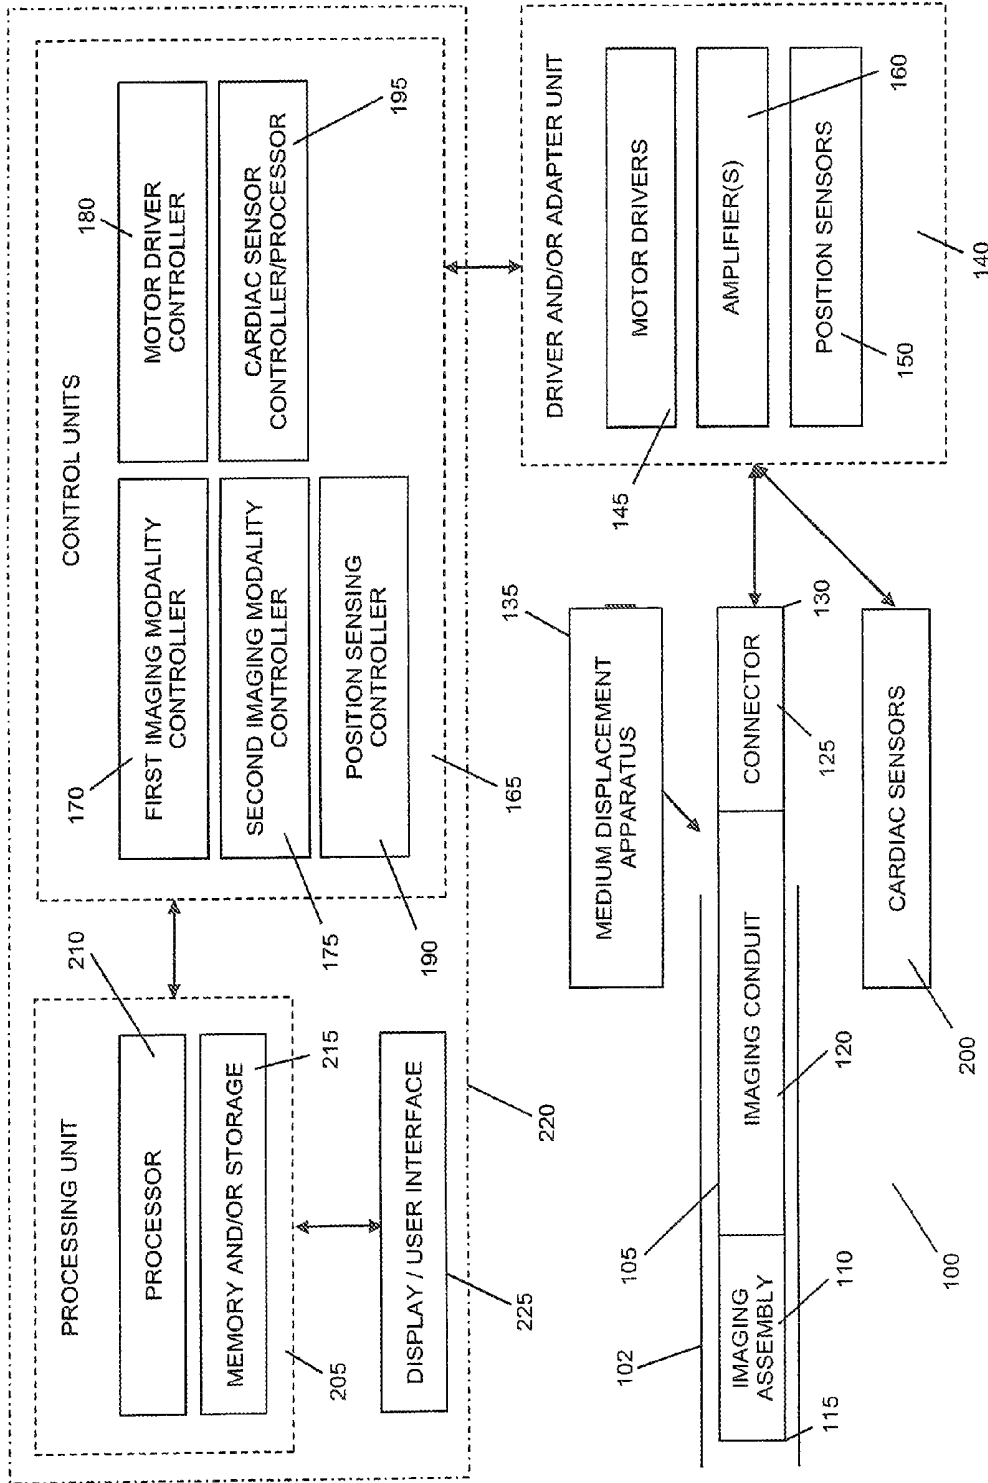 PROCESSING UNIT
PROCESSOR
210
MEMORY AND/OR STORAGE
215
205
DISPLAY / USER INTERFACE
225
220
CONTROL UNITS
170
FIRST IMAGING MODALITY
CONTROLLER
180
MOTOR DRIVER
CONTROLLER
SECOND IMAGING MODALITY
CONTROLLER
175
CARDIAC SENSOR
CONTROLLER/PROCESSOR
195
POSITION SENSING
CONTROLLER
190
165
102
105
IMAGING
ASSEMBLY
115
110
IMAGING CONDUIT
120
CONNECTOR
125
130
MEDIUM DISPLACEMENT
APPARATUS
135
CARDIAC SENSORS
200
100
DRIVER AND/OR ADAPTER UNIT
MOTOR DRIVERS
145
AMPLIFIER(S)
160
POSITION SENSORS
150
140